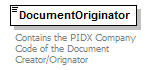 DocumentOriginator
Contains the PIDX Company
Code of the Document
Creator/Orignator